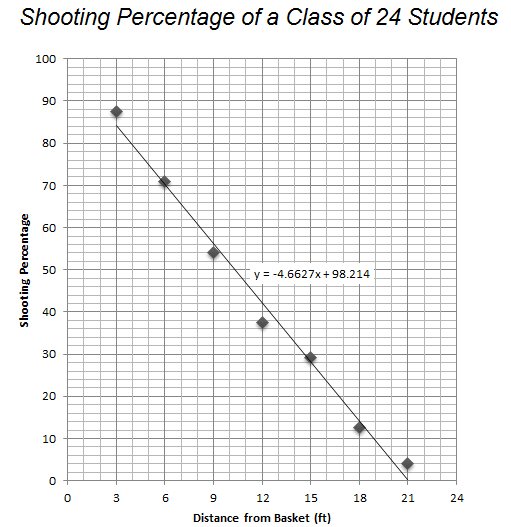 Shooting Percentage of a Class of 24 Students
100
90
80
70
60
50
40
30
20
10
0
Shooting Percentage
y = -4.6627x + 98.214
0 3 6 9 12 15 18 21 24
Distance from Basket (ft)